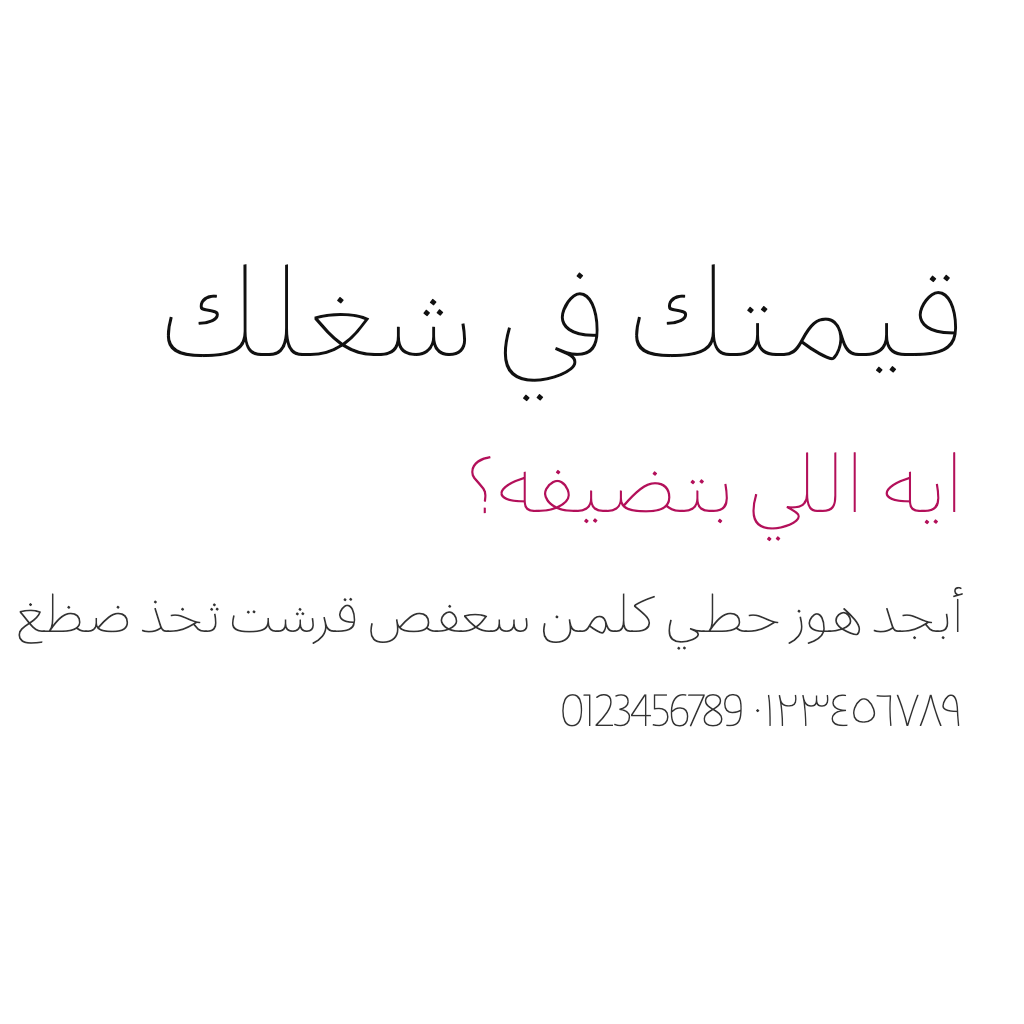 قيمتك في شغلك
ايه اللي بتضيفه؟
أبجد هوز حطي كلمن سعفص قرشت ثخذ ضظغ
٠١٢٣٤٥٦٧٨٩ 0123456789